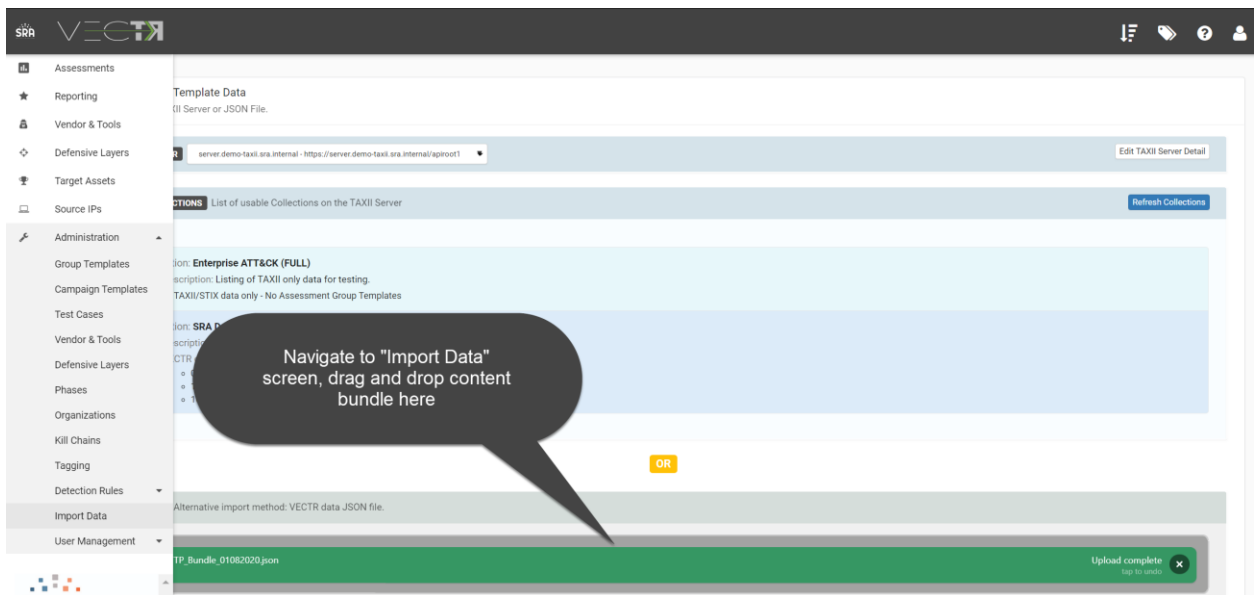 SRA VECTR
Assessments
Reporting
Vendor & Tools
Defensive Layers
Target Assets
Source IPs
Administration
Group Templates
Campaign Templates
Test Cases
Vendor & Tools
Defensive Layers
Phases
Organizations
Kill Chains
Tagging
Detection Rules
Import Data
User Management
Template Data
XII Server or JSON File.
R server.demo-taxii.sra.internal - https://server.demo-taxii.sra.internal/apiroot1
Edit TAXII Server Detail
CTIONS List of usable Collections on the TAXII Server
Refresh Collections
tion: Enterprise ATT&CK (FULL)
scription: Listing of TAXII only data for testing.
TAXII/STIX data only - No Assessment Group Templates
tion: SRA
scriptio
CTR
Navigate to "Import Data"
screen, drag and drop content
bundle here
OR
Alternative import method: VECTR data JSON file.
TP_Bundle_01082020.json
Upload complete
tap to undo